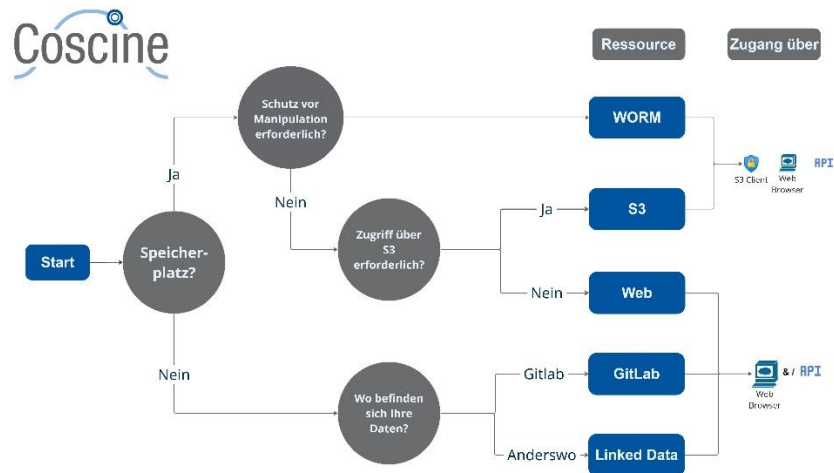 Coscine
Ressource
Zugang über
Schutz vor
Manipulation
erforderlich?
WORM
S3 Client
Web
Browser
API
Ja
Nein
Ja
S3
Zugriff über
S3
erforderlich?
Start
Speicher-
platz?
Nein
Web
Nein
Gitlab
GitLab
Web
Browser
& / API
Wo befinden
sich Ihre
Daten?
Anderswo
Linked Data